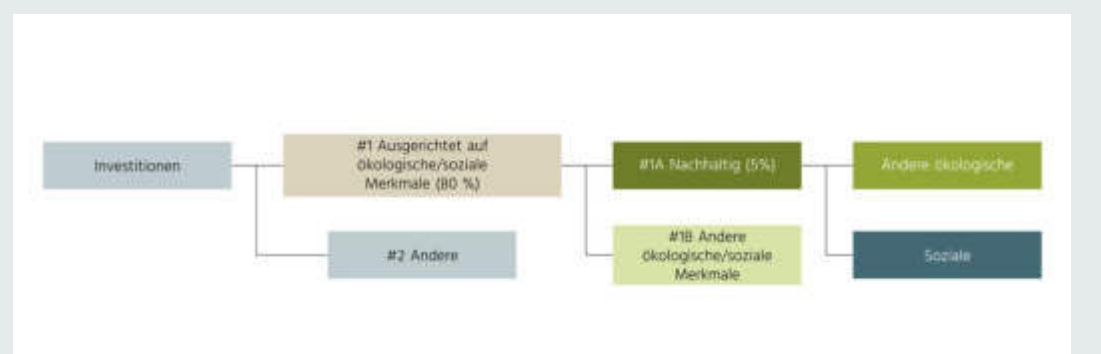 Investitionen
#1 Ausgerichtet auf
ökologische/soziale
Merkmale (80 %)
#1A Nachhaltig (5%)
Andere ökologische
#2 Andere
#1B Andere
ökologische/soziale
Merkmale
Soziale